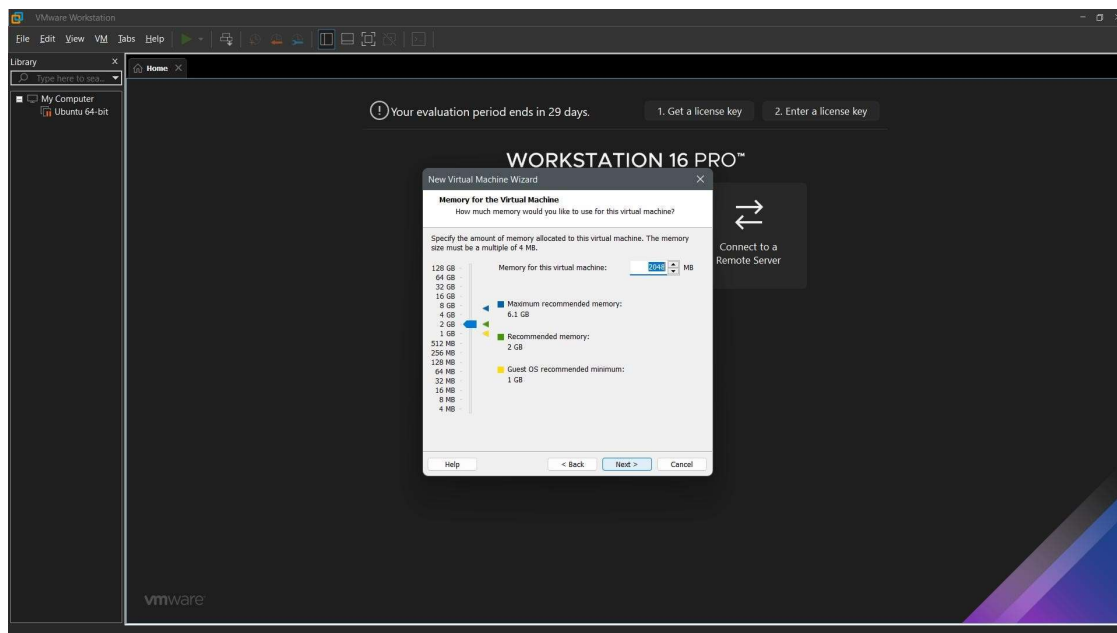 VMware Workstation
File Edit View VM Tabs Help
Library X
Type here to sea...
My Computer
Ubuntu 64-bit
Home X
Your evaluation period ends in 29 days.
1. Get a license key
2. Enter a license key
WORKSTATION 16 PRO™
New Virtual Machine Wizard
Memory for the Virtual Machine
How much memory would you like to use for this virtual machine?
Specify the amount of memory allocated to this virtual machine. The memory
size must be a multiple of 4 MB.
Memory for this virtual machine: 2048 MB
128 GB
64 GB
32 GB
16 GB
8 GB
4 GB
2 GB
1 GB
512 MB
256 MB
128 MB
64 MB
32 MB
16 MB
8 MB
4 MB
Maximum recommended memory:
6.1 GB
Recommended memory:
2 GB
Guest OS recommended minimum:
1 GB
Help
< Back
Next >
Cancel
Connect to a
Remote Server
vmware